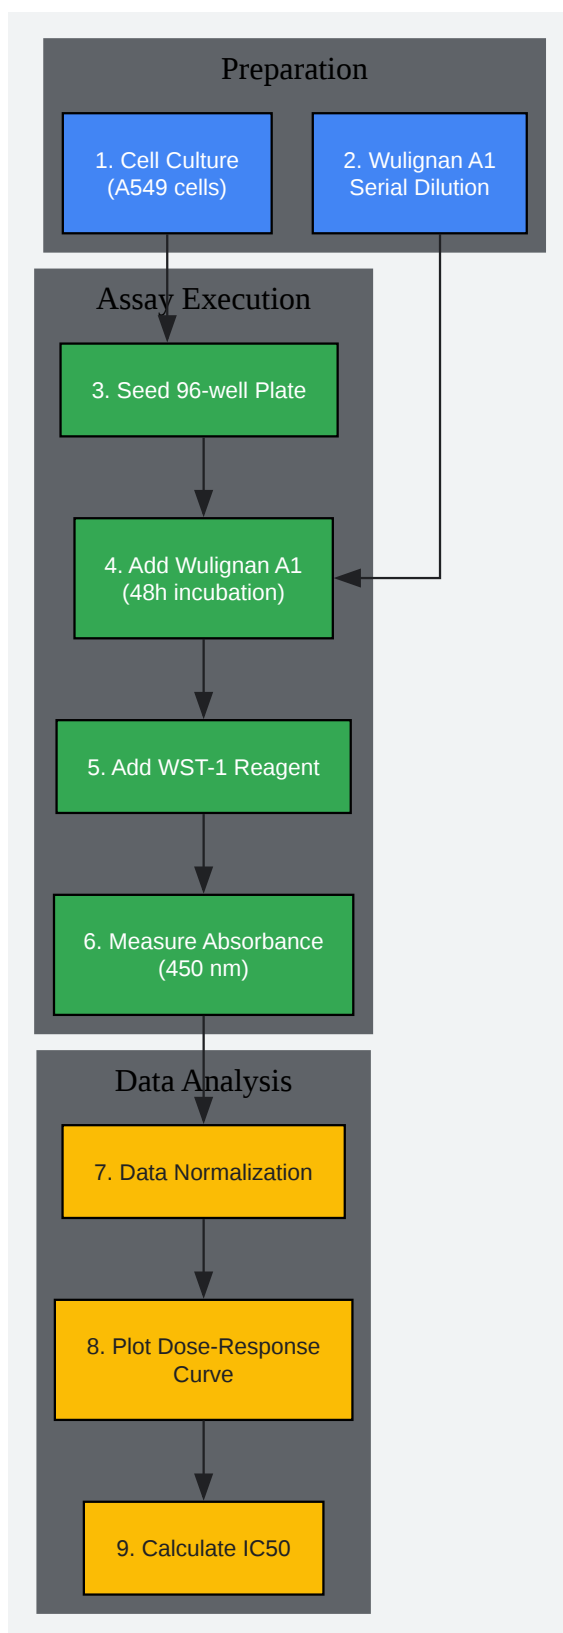 Preparation
1. Cell Culture
(A549 cells)
2. Wulignan A1
Serial Dilution
Assay Execution
3. Seed 96-well Plate
4. Add Wulignan A1
(48h incubation)
5. Add WST-1 Reagent
6. Measure Absorbance
(450 nm)
Data Analysis
7. Data Normalization
8. Plot Dose-Response
Curve
9. Calculate IC50